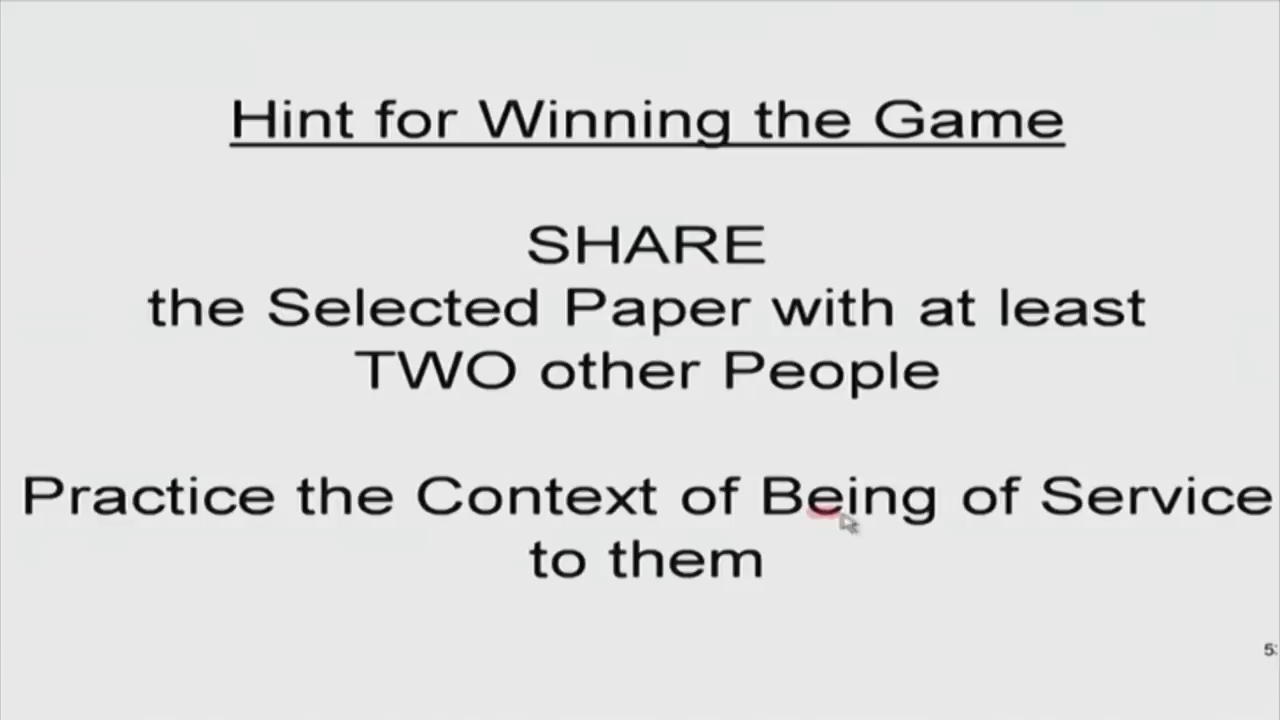 Hint for Winning the Game
SHARE
the Selected Paper with at least
TWO other People
Practice the Context of Being of Service
to them